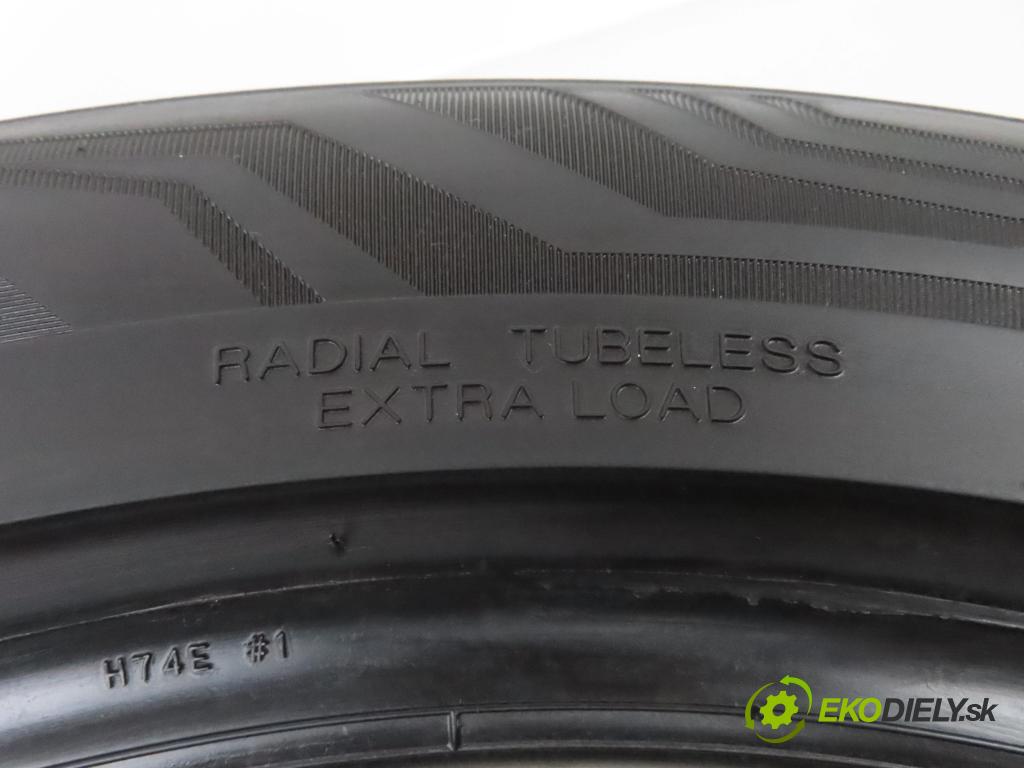 RADIAL TUBELESS
EXTRA LOAD
H74E #1
EKODIELY.sk